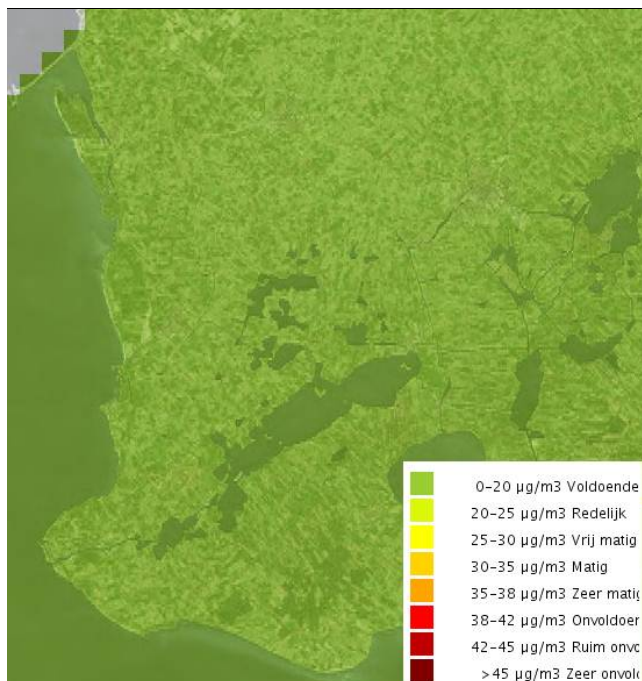 0-20 µg/m3 Voldoende
20-25 µg/m3 Redelijk
25-30 µg/m3 Vrij matig
30-35 µg/m3 Matig
35-38 µg/m3 Zeer matig
38-42 µg/m3 Onvoldoen
42-45 µg/m3 Ruim onvo
>45 µg/m3 Zeer onvold